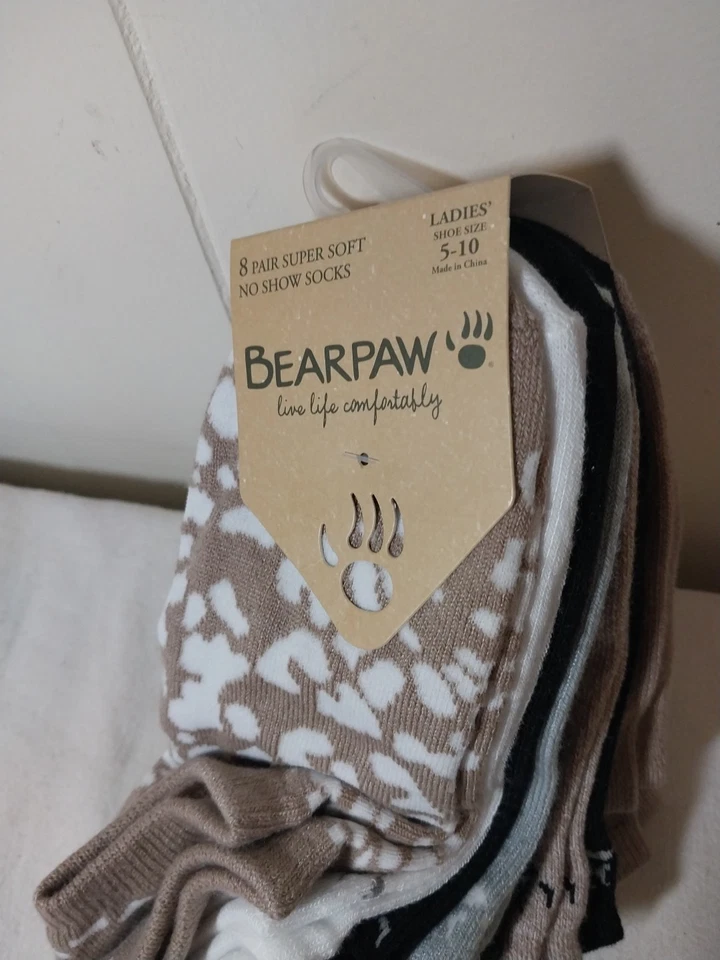 8 PAIR SUPER SOFT
NO SHOW SOCKS
LADIES'
SHOE SIZE
5-10
Made in China
BEARPAW
live life comfortably